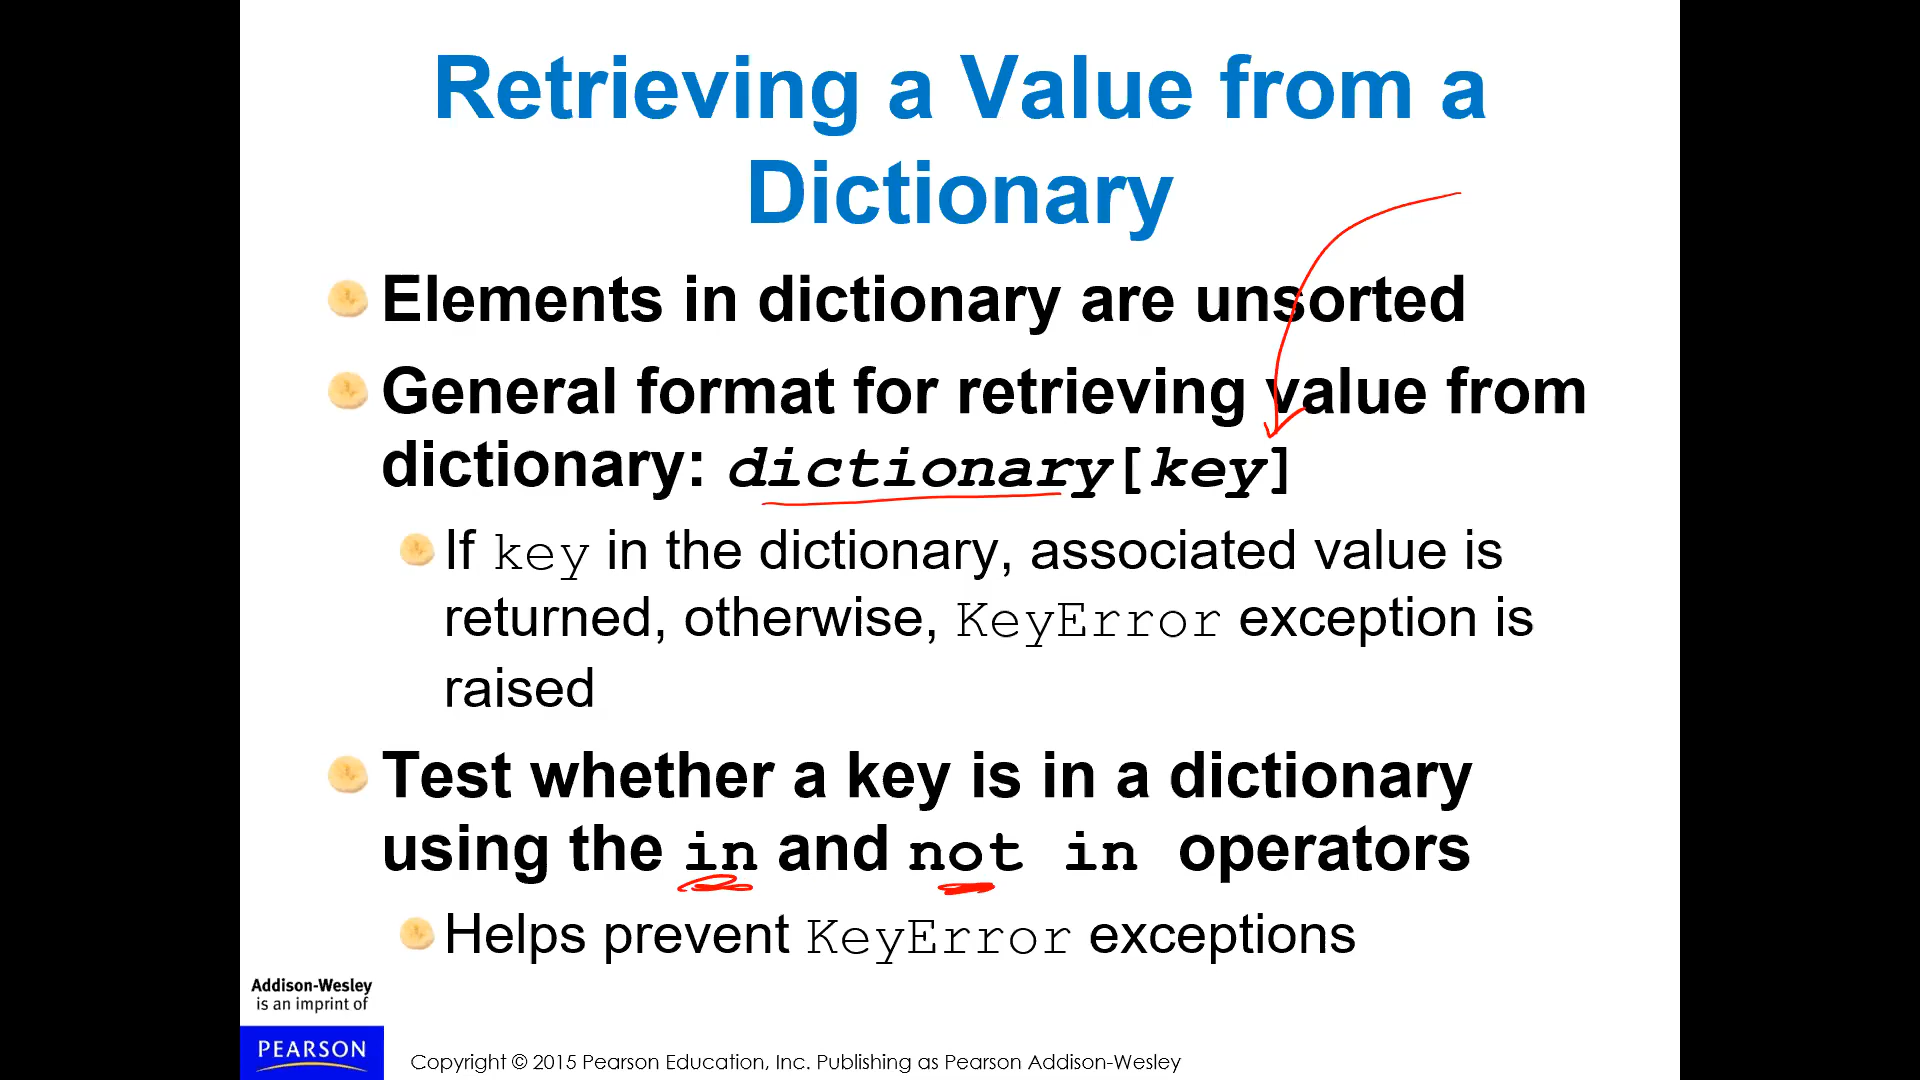 Retrieving a Value from a
Dictionary
Elements in dictionary are unsorted
General format for retrieving value from
dictionary: dictionary[key]
If key in the dictionary, associated value is
returned, otherwise, KeyError exception is
raised
Test whether a key is in a dictionary
using the in and not in operators
Helps prevent KeyError exceptions
Addison-Wesley
is an imprint of
PEARSON
Copyright © 2015 Pearson Education, Inc. Publishing as Pearson Addison-Wesley